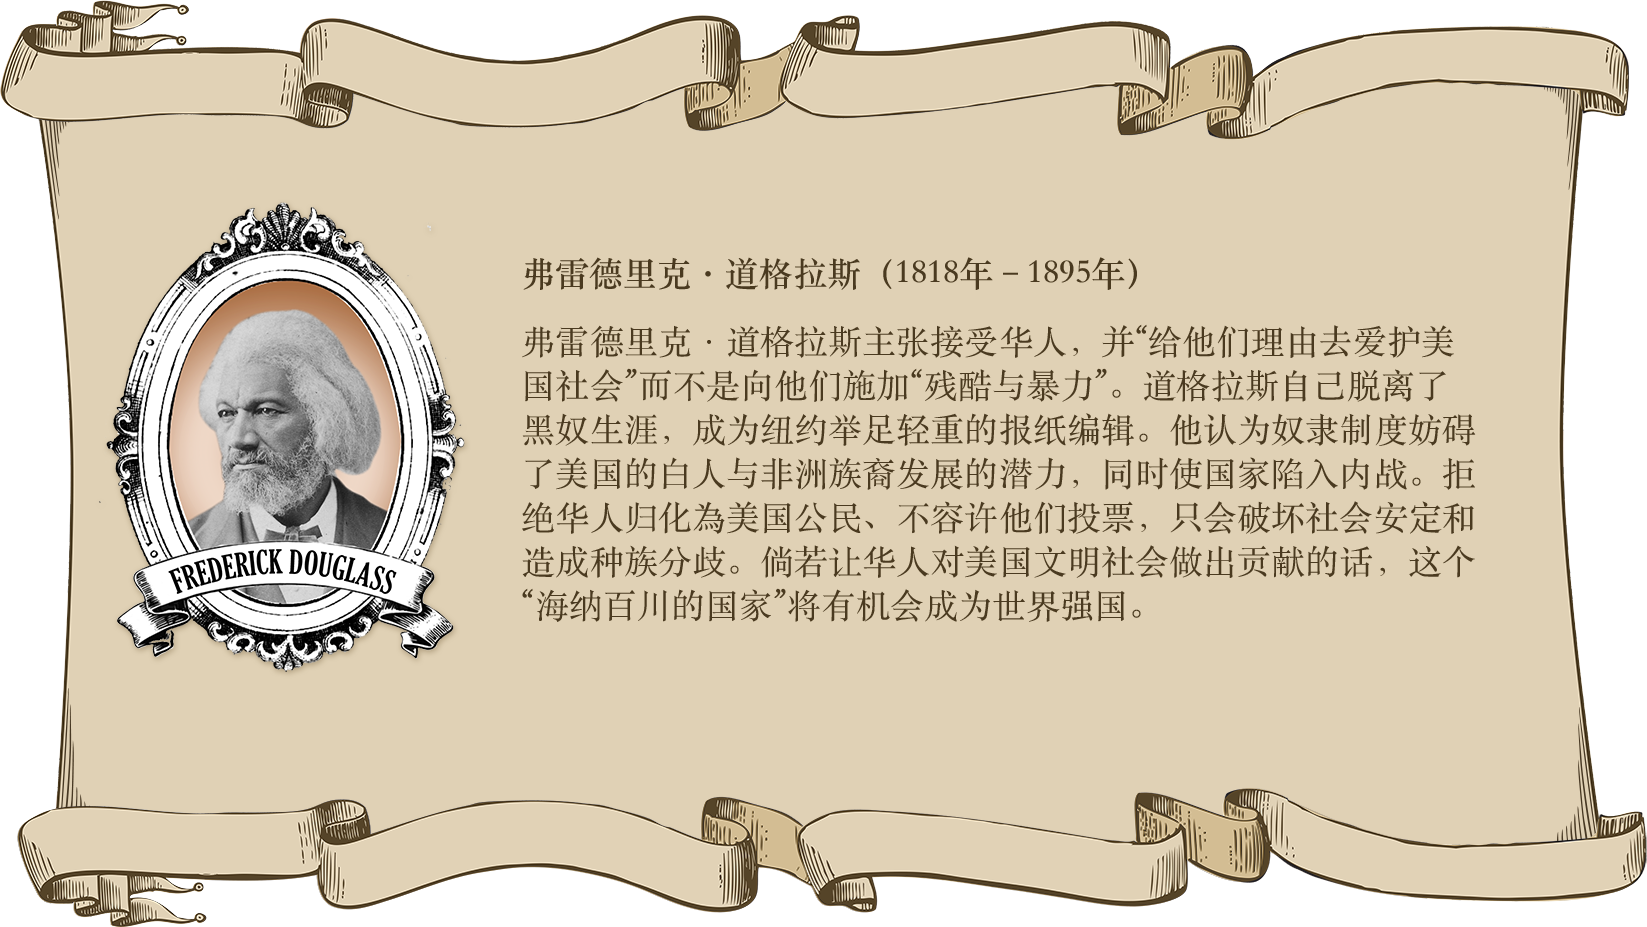 弗雷德里克·道格拉斯（1818年－1895年）
弗雷德里克·道格拉斯主张接受华人，并“给他们理由去爱护美
国社会”而不是向他们施加“残酷与暴力”。道格拉斯自己脱离了
黑奴生涯，成为纽约举足轻重的报纸编辑。他认为奴隶制度妨碍
了美国的白人与非洲族裔发展的潜力，同时使国家陷入内战。拒
绝华人归化為美国公民、不容许他们投票，只会破坏社会安定和
造成种族分歧。倘若让华人对美国文明社会做出贡献的话，这个
“海纳百川的国家”将有机会成为世界强国。
FREDERICK DOUGLASS